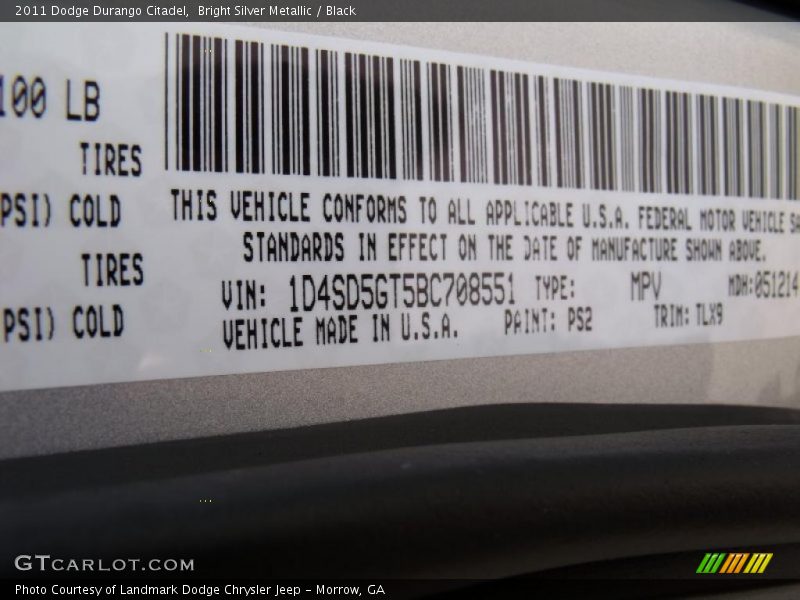 2011 Dodge Durango Citadel, Bright Silver Metallic / Black
100 LB
TIRES
PSI) COLD
TIRES
PSI) COLD
THIS VEHICLE CONFORMS TO ALL APPLICABLE U.S.A. FEDERAL MOTOR VEHICLE SA
STANDARDS IN EFFECT ON THE DATE OF MANUFACTURE SHOWN ABOVE.
VIN: 1D4SD5GT5BC708551 TYPE: MPV MDH:051214
VEHICLE MADE IN U.S.A. PAINT: PS2 TRIM: TLX9
GTCARLOT.COM
Photo Courtesy of Landmark Dodge Chrysler Jeep – Morrow, GA